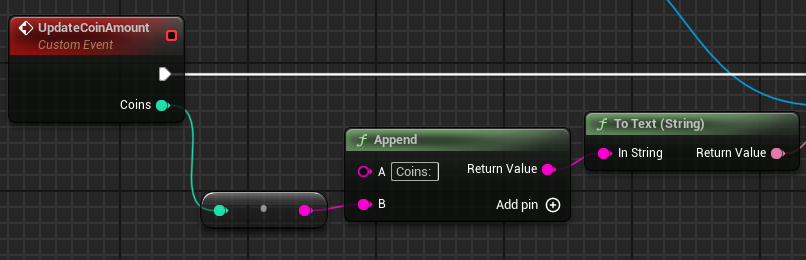 UpdateCoinAmount
Custom Event
Coins
f Append
A Coins: Return Value
B Add pin
f To Text (String)
In String Return Value